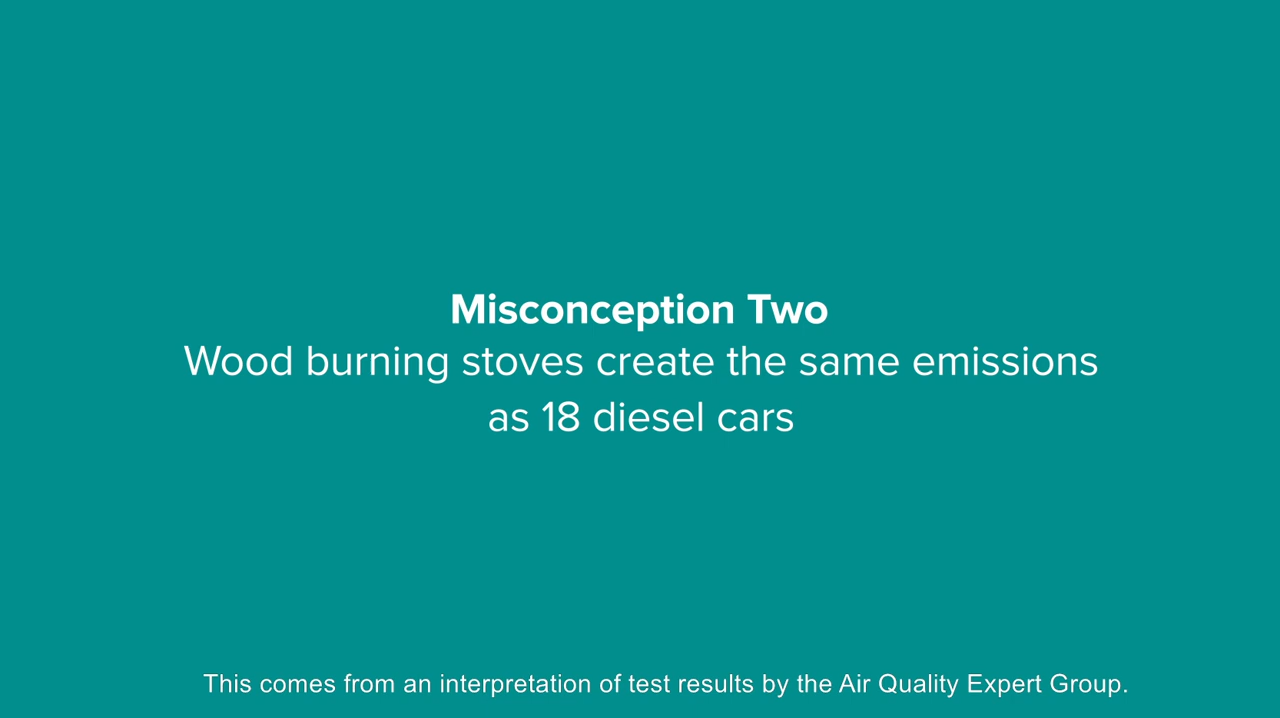 Misconception Two
Wood burning stoves create the same emissions
as 18 diesel cars
This comes from an interpretation of test results by the Air Quality Expert Group.